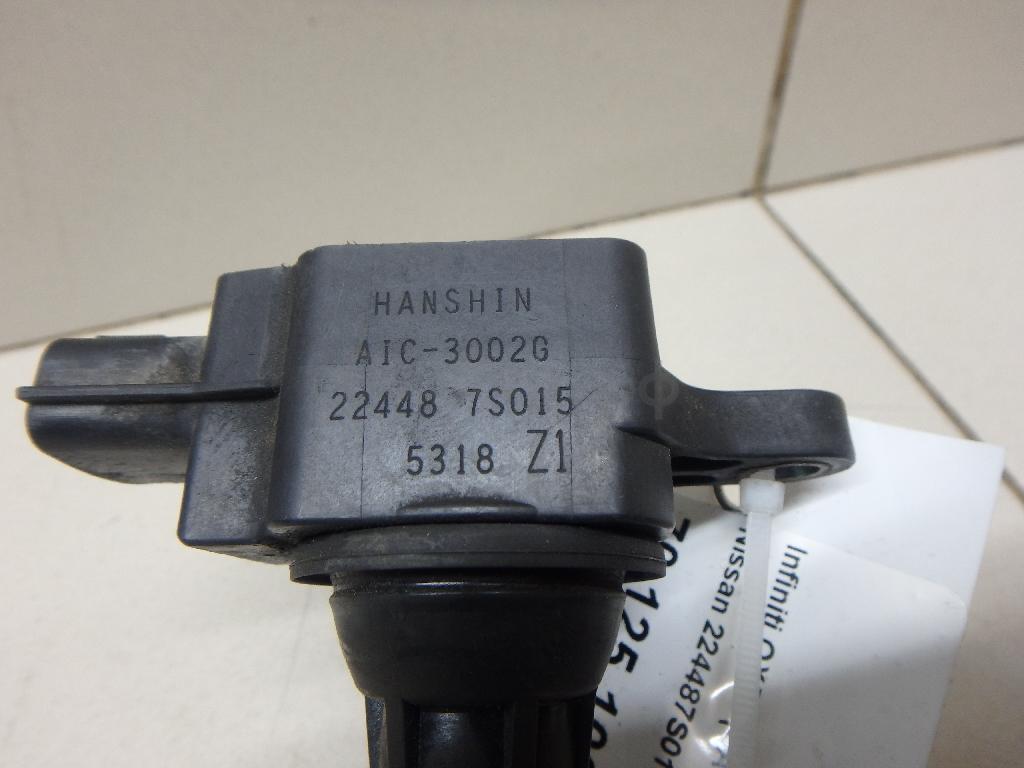 HANSHIN
AIC-3002G
22448 7S015
5318 Z1
Infiniti
Nissan 224487S01